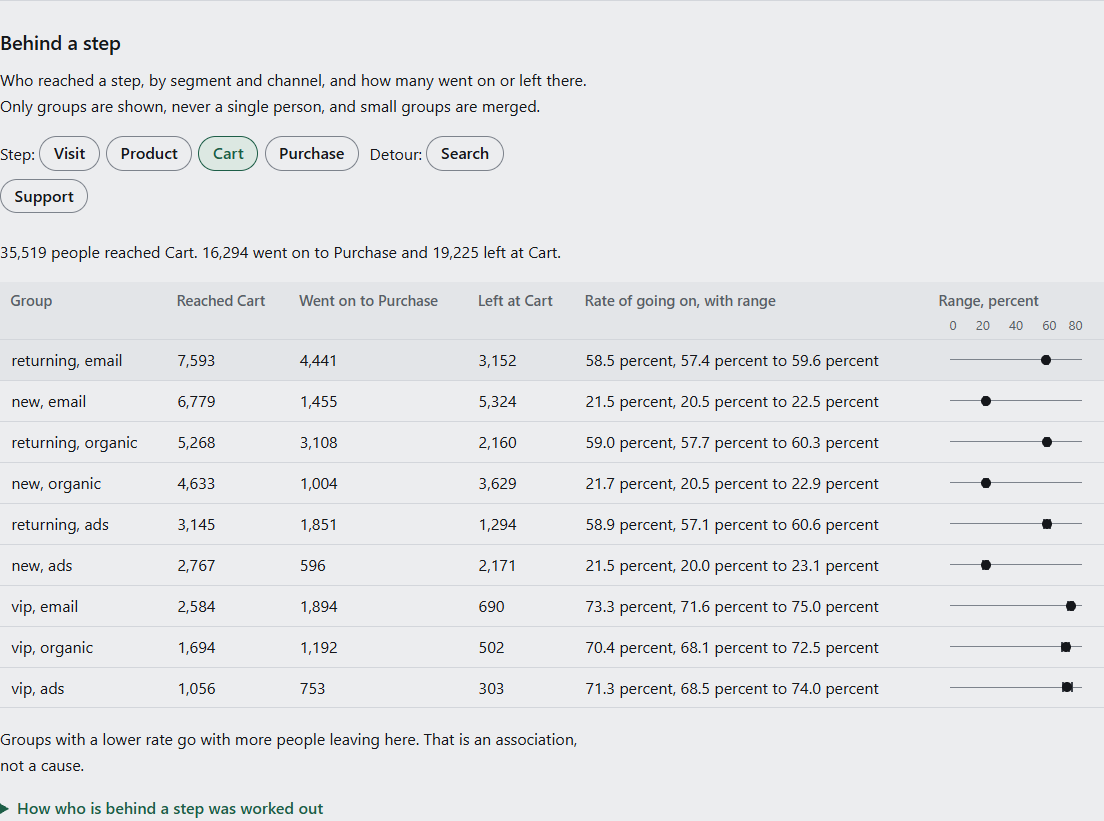 Behind a step
Who reached a step, by segment and channel, and how many went on or left there.
Only groups are shown, never a single person, and small groups are merged.
Step: Visit Product Cart Purchase Detour: Search
Support
35,519 people reached Cart. 16,294 went on to Purchase and 19,225 left at Cart.
Group Reached Cart Went on to Purchase Left at Cart Rate of going on, with range Range, percent
0 20 40 60 80
returning, email 7,593 4,441 3,152 58.5 percent, 57.4 percent to 59.6 percent
new, email 6,779 1,455 5,324 21.5 percent, 20.5 percent to 22.5 percent
returning, organic 5,268 3,108 2,160 59.0 percent, 57.7 percent to 60.3 percent
new, organic 4,633 1,004 3,629 21.7 percent, 20.5 percent to 22.9 percent
returning, ads 3,145 1,851 1,294 58.9 percent, 57.1 percent to 60.6 percent
new, ads 2,767 596 2,171 21.5 percent, 20.0 percent to 23.1 percent
vip, email 2,584 1,894 690 73.3 percent, 71.6 percent to 75.0 percent
vip, organic 1,694 1,192 502 70.4 percent, 68.1 percent to 72.5 percent
vip, ads 1,056 753 303 71.3 percent, 68.5 percent to 74.0 percent
Groups with a lower rate go with more people leaving here. That is an association,
not a cause.
How who is behind a step was worked out